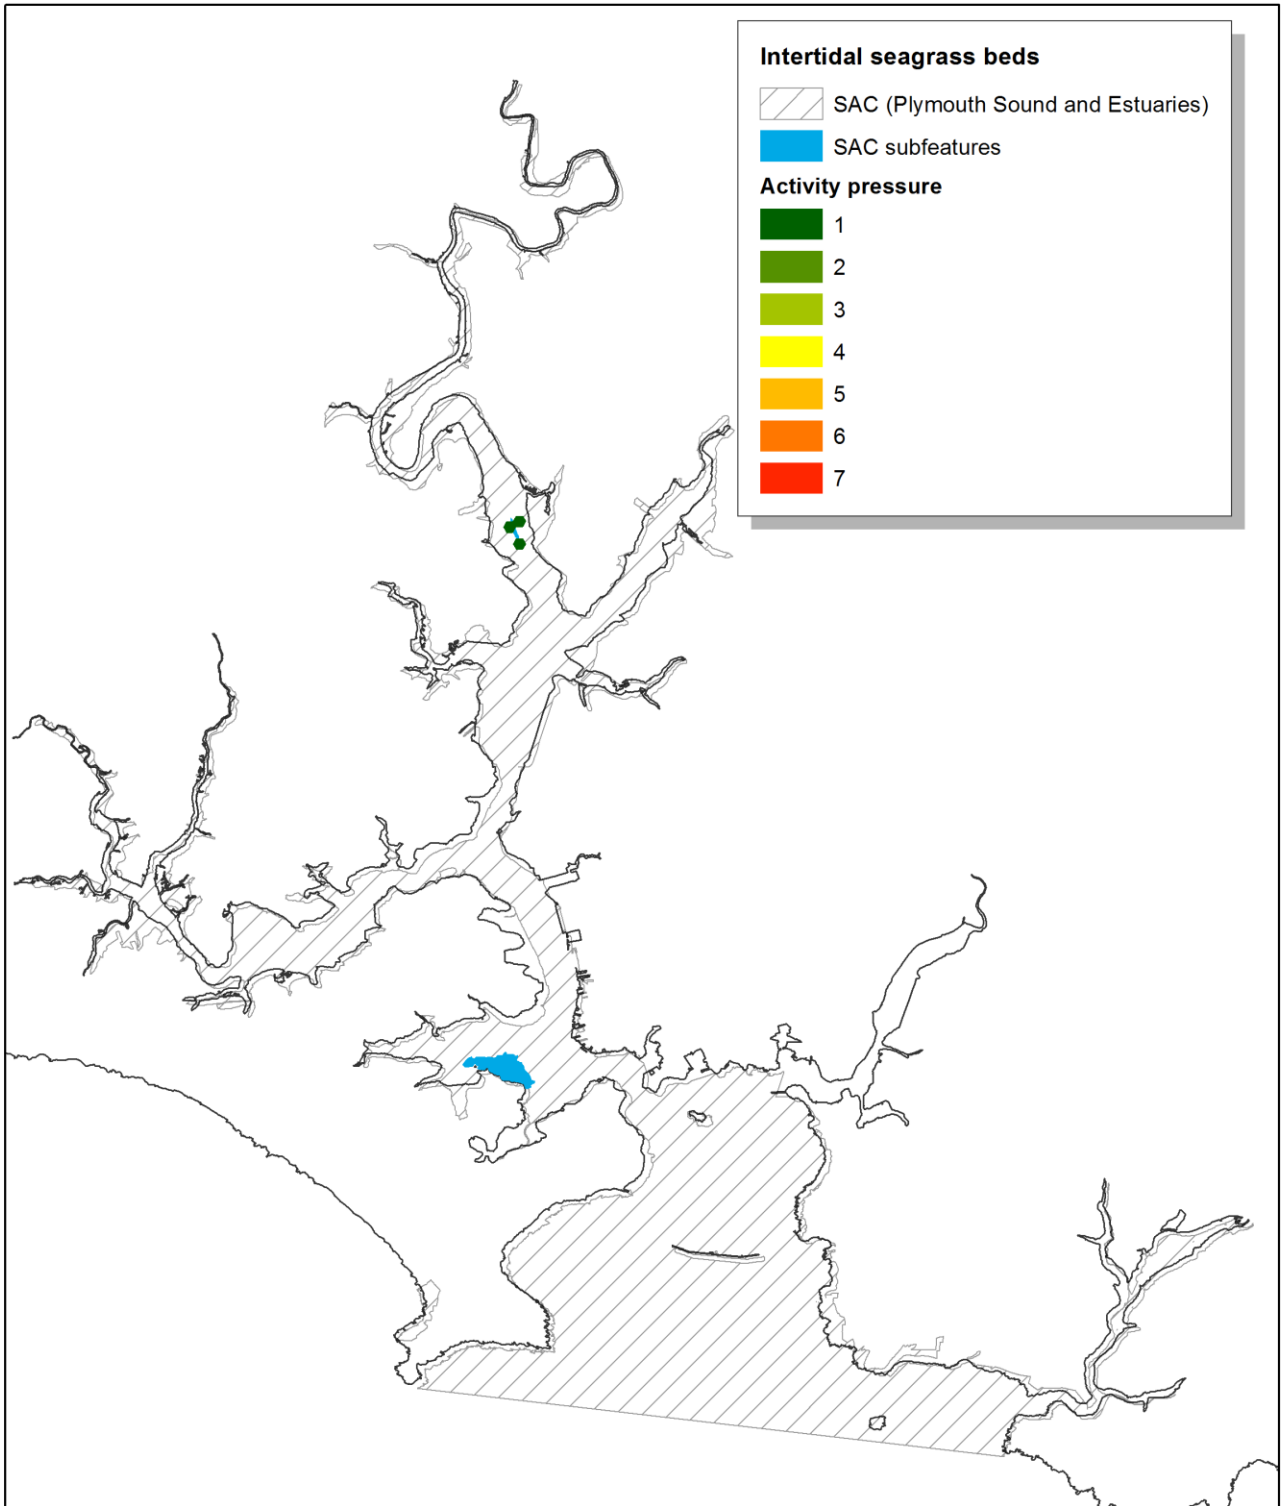 Intertidal seagrass beds
SAC (Plymouth Sound and Estuaries)
SAC subfeatures
Activity pressure
1
2
3
4
5
6
7